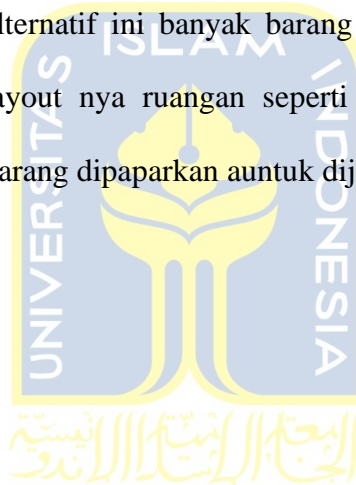 lternatif ini banyak barang
ISLAM
ayout nya ruangan seperti
arang dipaparkan auntuk dij
UNIVERSITAS
INDONESIA